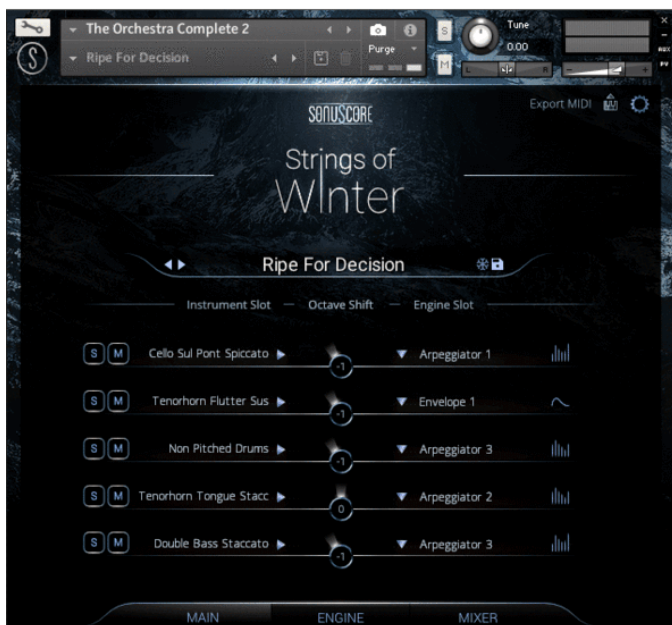 The Orchestra Complete 2
S
Tune
0.00
Ripe For Decision
Purge
M
L R
- +
AUX
PV
S
SONUSCORE
Export MIDI
Strings of
Winter
Ripe For Decision
Instrument Slot — Octave Shift — Engine Slot
S M Cello Sul Pont Spiccato -1 Arpeggiator 1
S M Tenorhorn Flutter Sus -1 Envelope 1
S M Non Pitched Drums -1 Arpeggiator 3
S M Tenorhorn Tongue Stacc 0 Arpeggiator 2
S M Double Bass Staccato -1 Arpeggiator 3
MAIN ENGINE MIXER